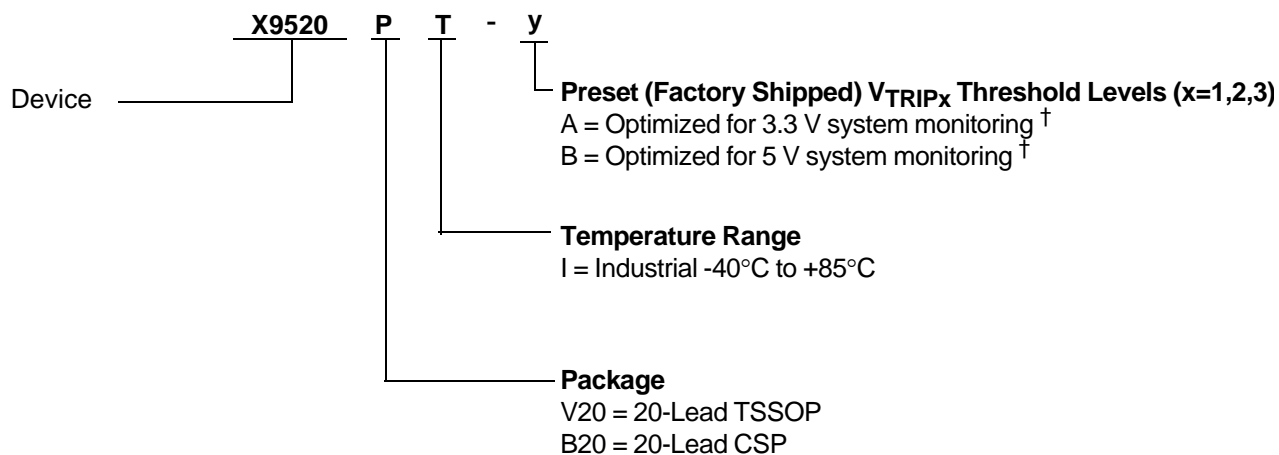 X9520 P T - y
Device
Preset (Factory Shipped) VTRIPx Threshold Levels (x=1,2,3)
A = Optimized for 3.3 V system monitoring †
B = Optimized for 5 V system monitoring †
Temperature Range
I = Industrial -40°C to +85°C
Package
V20 = 20-Lead TSSOP
B20 = 20-Lead CSP